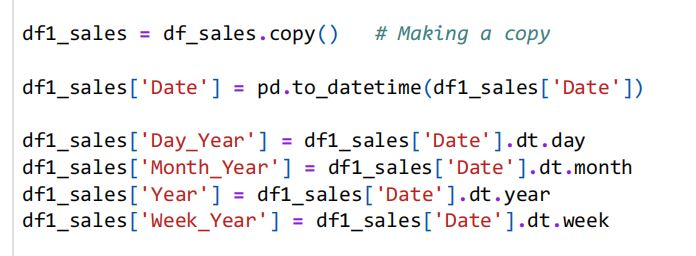 df1_sales = df_sales.copy()   # Making a copy
df1_sales['Date'] = pd.to_datetime(df1_sales['Date'])
df1_sales['Day_Year'] = df1_sales['Date'].dt.day
df1_sales['Month_Year'] = df1_sales['Date'].dt.month
df1_sales['Year'] = df1_sales['Date'].dt.year
df1_sales['Week_Year'] = df1_sales['Date'].dt.week